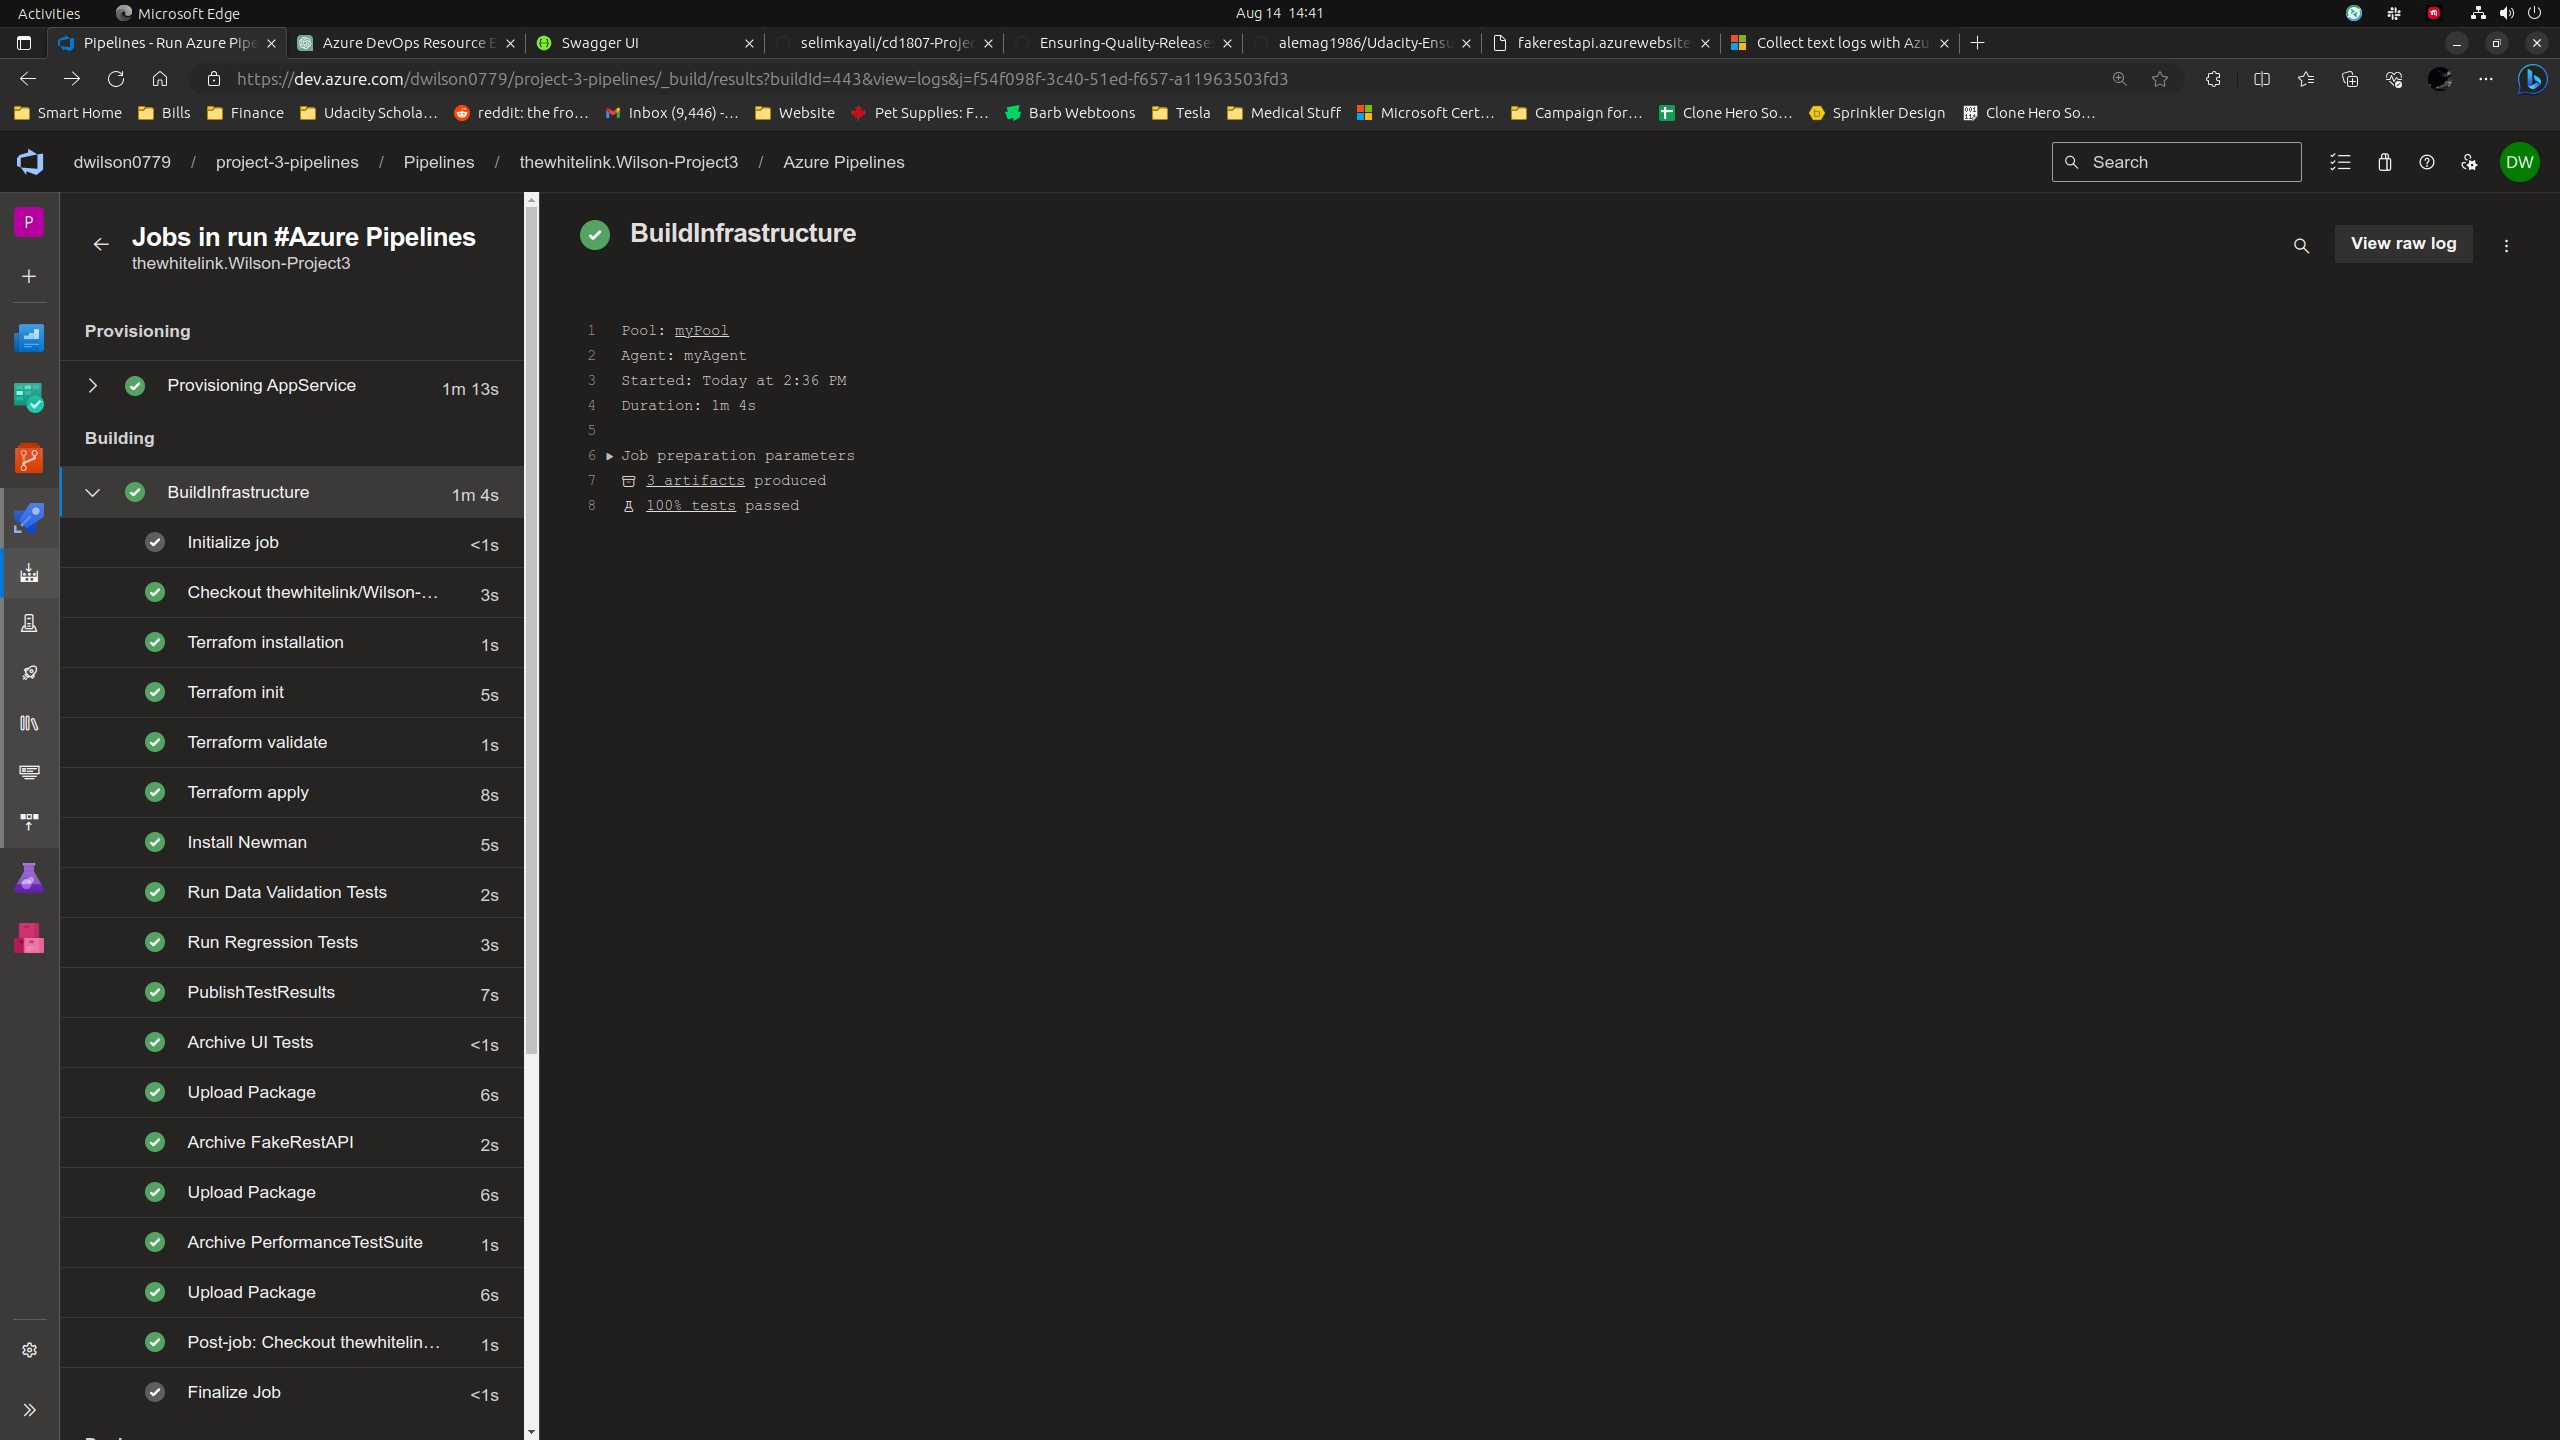 Activities
Microsoft Edge
Aug 14 14:41
Pipelines - Run Azure Pipe
Azure DevOps Resource E
Swagger UI
selimkayali/cd1807-Projec
Ensuring-Quality-Release
alemag1986/Udacity-Ensu
fakerestapi.azurewebsite
Collect text logs with Azu
https://dev.azure.com/dwilson0779/project-3-pipelines/_build/results?buildId=443&view=logs&j=f54f098f-3c40-51ed-f657-a11963503fd3
Smart Home
Bills
Finance
Udacity Schola...
reddit: the fro...
Inbox (9,446) -...
Website
Pet Supplies: F...
Barb Webtoons
Tesla
Medical Stuff
Microsoft Cert...
Campaign for...
Clone Hero So...
Sprinkler Design
Clone Hero So...
dwilson0779 / project-3-pipelines / Pipelines / thewhitelink.Wilson-Project3 / Azure Pipelines
Search
DW
P
Jobs in run #Azure Pipelines
thewhitelink.Wilson-Project3
Provisioning
Provisioning AppService 1m 13s
Building
BuildInfrastructure 1m 4s
Initialize job <1s
Checkout thewhitelink/Wilson-... 3s
Terrafom installation 1s
Terrafom init 5s
Terraform validate 1s
Terraform apply 8s
Install Newman 5s
Run Data Validation Tests 2s
Run Regression Tests 3s
PublishTestResults 7s
Archive UI Tests <1s
Upload Package 6s
Archive FakeRestAPI 2s
Upload Package 6s
Archive PerformanceTestSuite 1s
Upload Package 6s
Post-job: Checkout thewhitelin... 1s
Finalize Job <1s
BuildInfrastructure
View raw log
1 Pool: myPool
2 Agent: myAgent
3 Started: Today at 2:36 PM
4 Duration: 1m 4s
5
6 Job preparation parameters
7 3 artifacts produced
8 100% tests passed